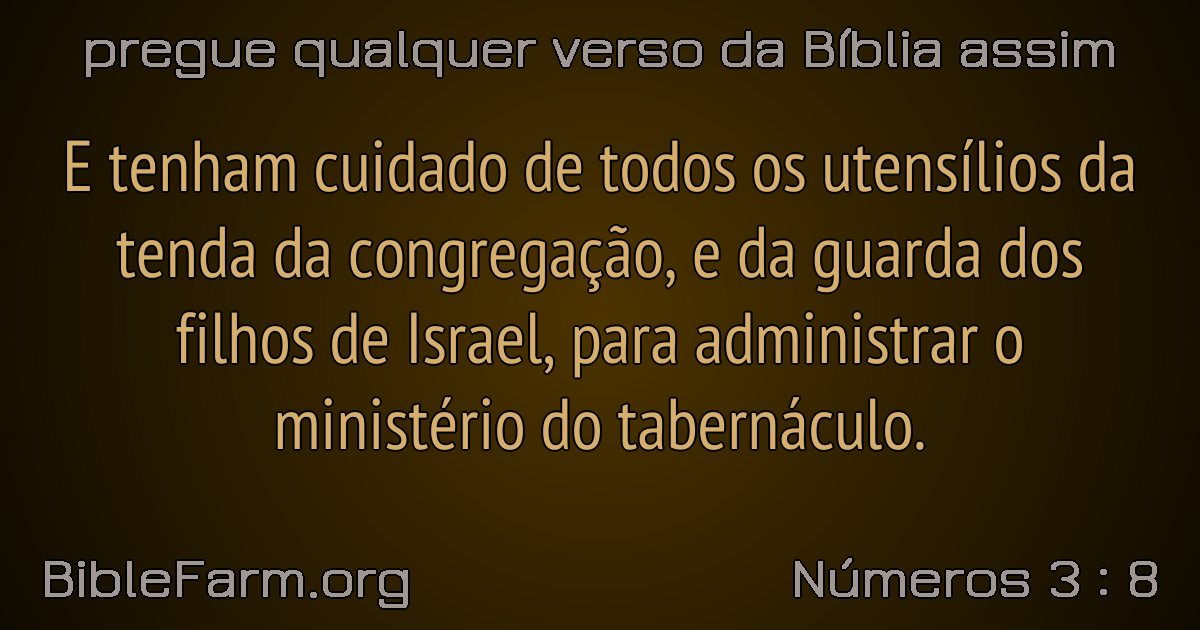 pregue qualquer verso da Bíblia assim
E tenham cuidado de todos os utensílios da
tenda da congregação, e da guarda dos
filhos de Israel, para administrar o
ministério do tabernáculo.
BibleFarm.org
Números 3 : 8